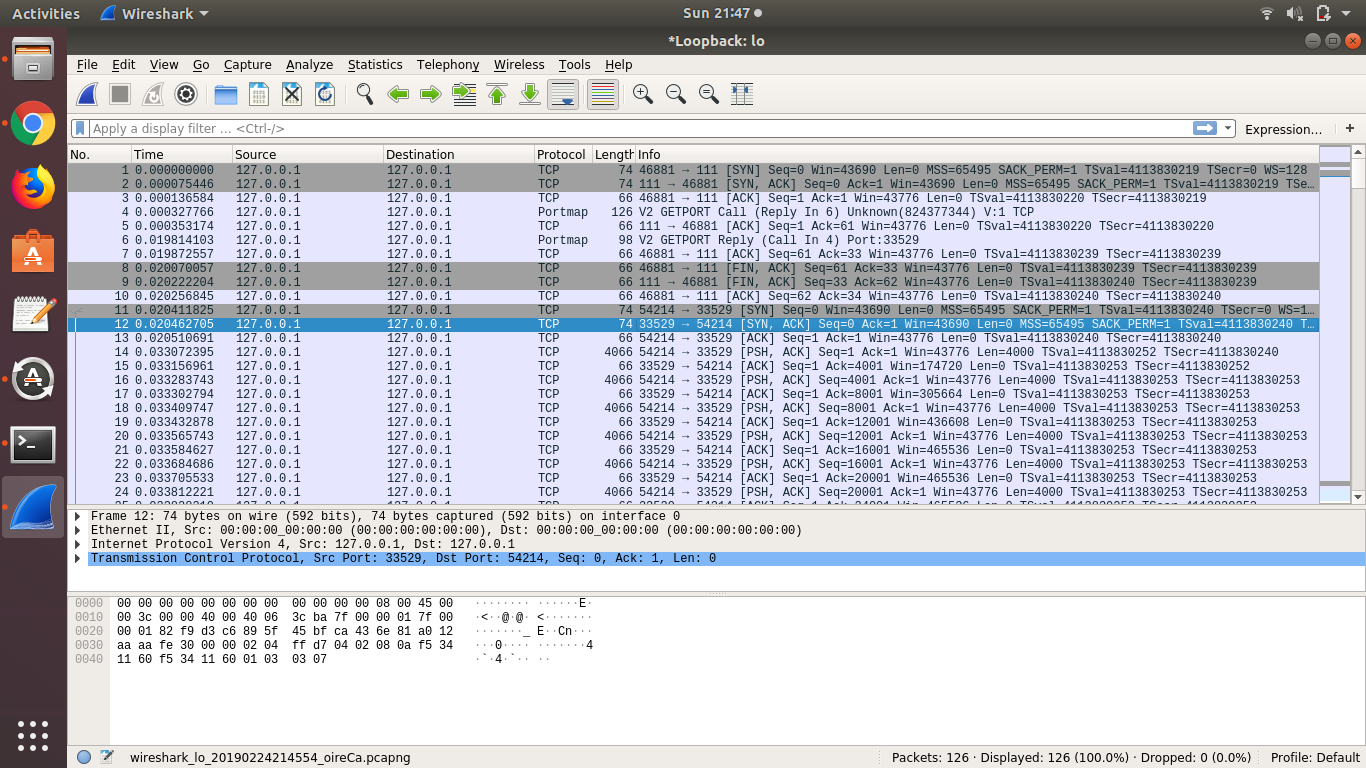 Activities Wireshark Sun 21:47
*Loopback: lo
File Edit View Go Capture Analyze Statistics Telephony Wireless Tools Help
Apply a display filter ... <Ctrl-/> Expression... +
No. Time Source Destination Protocol Length Info
1 0.000000000 127.0.0.1 127.0.0.1 TCP 74 46881 → 111 [SYN] Seq=0 Win=43690 Len=0 MSS=65495 SACK_PERM=1 TSval=4113830219 TSecr=0 WS=128
2 0.000075446 127.0.0.1 127.0.0.1 TCP 74 111 → 46881 [SYN, ACK] Seq=0 Ack=1 Win=43690 Len=0 MSS=65495 SACK_PERM=1 TSval=4113830219 TSe…
3 0.000136584 127.0.0.1 127.0.0.1 TCP 66 46881 → 111 [ACK] Seq=1 Ack=1 Win=43776 Len=0 TSval=4113830220 TSecr=4113830219
4 0.000327766 127.0.0.1 127.0.0.1 Portmap 126 V2 GETPORT Call (Reply In 6) Unknown(824377344) V:1 TCP
5 0.000353174 127.0.0.1 127.0.0.1 TCP 66 111 → 46881 [ACK] Seq=1 Ack=61 Win=43776 Len=0 TSval=4113830220 TSecr=4113830220
6 0.019814103 127.0.0.1 127.0.0.1 Portmap 98 V2 GETPORT Reply (Call In 4) Port:33529
7 0.019872557 127.0.0.1 127.0.0.1 TCP 66 46881 → 111 [ACK] Seq=61 Ack=33 Win=43776 Len=0 TSval=4113830239 TSecr=4113830239
8 0.020070057 127.0.0.1 127.0.0.1 TCP 66 46881 → 111 [FIN, ACK] Seq=61 Ack=33 Win=43776 Len=0 TSval=4113830239 TSecr=4113830239
9 0.020222204 127.0.0.1 127.0.0.1 TCP 66 111 → 46881 [FIN, ACK] Seq=33 Ack=62 Win=43776 Len=0 TSval=4113830240 TSecr=4113830239
10 0.020256845 127.0.0.1 127.0.0.1 TCP 66 46881 → 111 [ACK] Seq=62 Ack=34 Win=43776 Len=0 TSval=4113830240 TSecr=4113830240
11 0.020411825 127.0.0.1 127.0.0.1 TCP 74 54214 → 33529 [SYN] Seq=0 Win=43690 Len=0 MSS=65495 SACK_PERM=1 TSval=4113830240 TSecr=0 WS=1…
12 0.020462705 127.0.0.1 127.0.0.1 TCP 74 33529 → 54214 [SYN, ACK] Seq=0 Ack=1 Win=43690 Len=0 MSS=65495 SACK_PERM=1 TSval=4113830240 T…
13 0.020510691 127.0.0.1 127.0.0.1 TCP 66 54214 → 33529 [ACK] Seq=1 Ack=1 Win=43776 Len=0 TSval=4113830240 TSecr=4113830240
14 0.033072395 127.0.0.1 127.0.0.1 TCP 4066 54214 → 33529 [PSH, ACK] Seq=1 Ack=1 Win=43776 Len=4000 TSval=4113830252 TSecr=4113830240
15 0.033156961 127.0.0.1 127.0.0.1 TCP 66 33529 → 54214 [ACK] Seq=1 Ack=4001 Win=174720 Len=0 TSval=4113830253 TSecr=4113830252
16 0.033283743 127.0.0.1 127.0.0.1 TCP 4066 54214 → 33529 [PSH, ACK] Seq=4001 Ack=1 Win=43776 Len=4000 TSval=4113830253 TSecr=4113830253
17 0.033302794 127.0.0.1 127.0.0.1 TCP 66 33529 → 54214 [ACK] Seq=1 Ack=8001 Win=305664 Len=0 TSval=4113830253 TSecr=4113830253
18 0.033409747 127.0.0.1 127.0.0.1 TCP 4066 54214 → 33529 [PSH, ACK] Seq=8001 Ack=1 Win=43776 Len=4000 TSval=4113830253 TSecr=4113830253
19 0.033432878 127.0.0.1 127.0.0.1 TCP 66 33529 → 54214 [ACK] Seq=1 Ack=12001 Win=436608 Len=0 TSval=4113830253 TSecr=4113830253
20 0.033565743 127.0.0.1 127.0.0.1 TCP 4066 54214 → 33529 [PSH, ACK] Seq=12001 Ack=1 Win=43776 Len=4000 TSval=4113830253 TSecr=4113830253
21 0.033584627 127.0.0.1 127.0.0.1 TCP 66 33529 → 54214 [ACK] Seq=1 Ack=16001 Win=465536 Len=0 TSval=4113830253 TSecr=4113830253
22 0.033684686 127.0.0.1 127.0.0.1 TCP 4066 54214 → 33529 [PSH, ACK] Seq=16001 Ack=1 Win=43776 Len=4000 TSval=4113830253 TSecr=4113830253
23 0.033705533 127.0.0.1 127.0.0.1 TCP 66 33529 → 54214 [ACK] Seq=1 Ack=20001 Win=465536 Len=0 TSval=4113830253 TSecr=4113830253
24 0.033812221 127.0.0.1 127.0.0.1 TCP 4066 54214 → 33529 [PSH, ACK] Seq=20001 Ack=1 Win=43776 Len=4000 TSval=4113830253 TSecr=4113830253
Frame 12: 74 bytes on wire (592 bits), 74 bytes captured (592 bits) on interface 0
Ethernet II, Src: 00:00:00_00:00:00 (00:00:00:00:00:00), Dst: 00:00:00_00:00:00 (00:00:00:00:00:00)
Internet Protocol Version 4, Src: 127.0.0.1, Dst: 127.0.0.1
Transmission Control Protocol, Src Port: 33529, Dst Port: 54214, Seq: 0, Ack: 1, Len: 0
0000 00 00 00 00 00 00 00 00 00 00 00 00 08 00 45 00 ········ ······E·
0010 00 3c 00 00 40 00 40 06 3c ba 7f 00 00 01 7f 00 ·<··@·@· <·······
0020 00 01 82 f9 d3 c6 89 5f 45 bf ca 43 6e 81 a0 12 ·······_ E··Cn···
0030 aa aa fe 30 00 00 02 04 ff d7 04 02 08 0a f5 34 ···0···· ·······4
0040 11 60 f5 34 11 60 01 03 03 07 ·`·4·`·· ··
wireshark_lo_20190224214554_oireCa.pcapng Packets: 126 · Displayed: 126 (100.0%) · Dropped: 0 (0.0%) Profile: Default